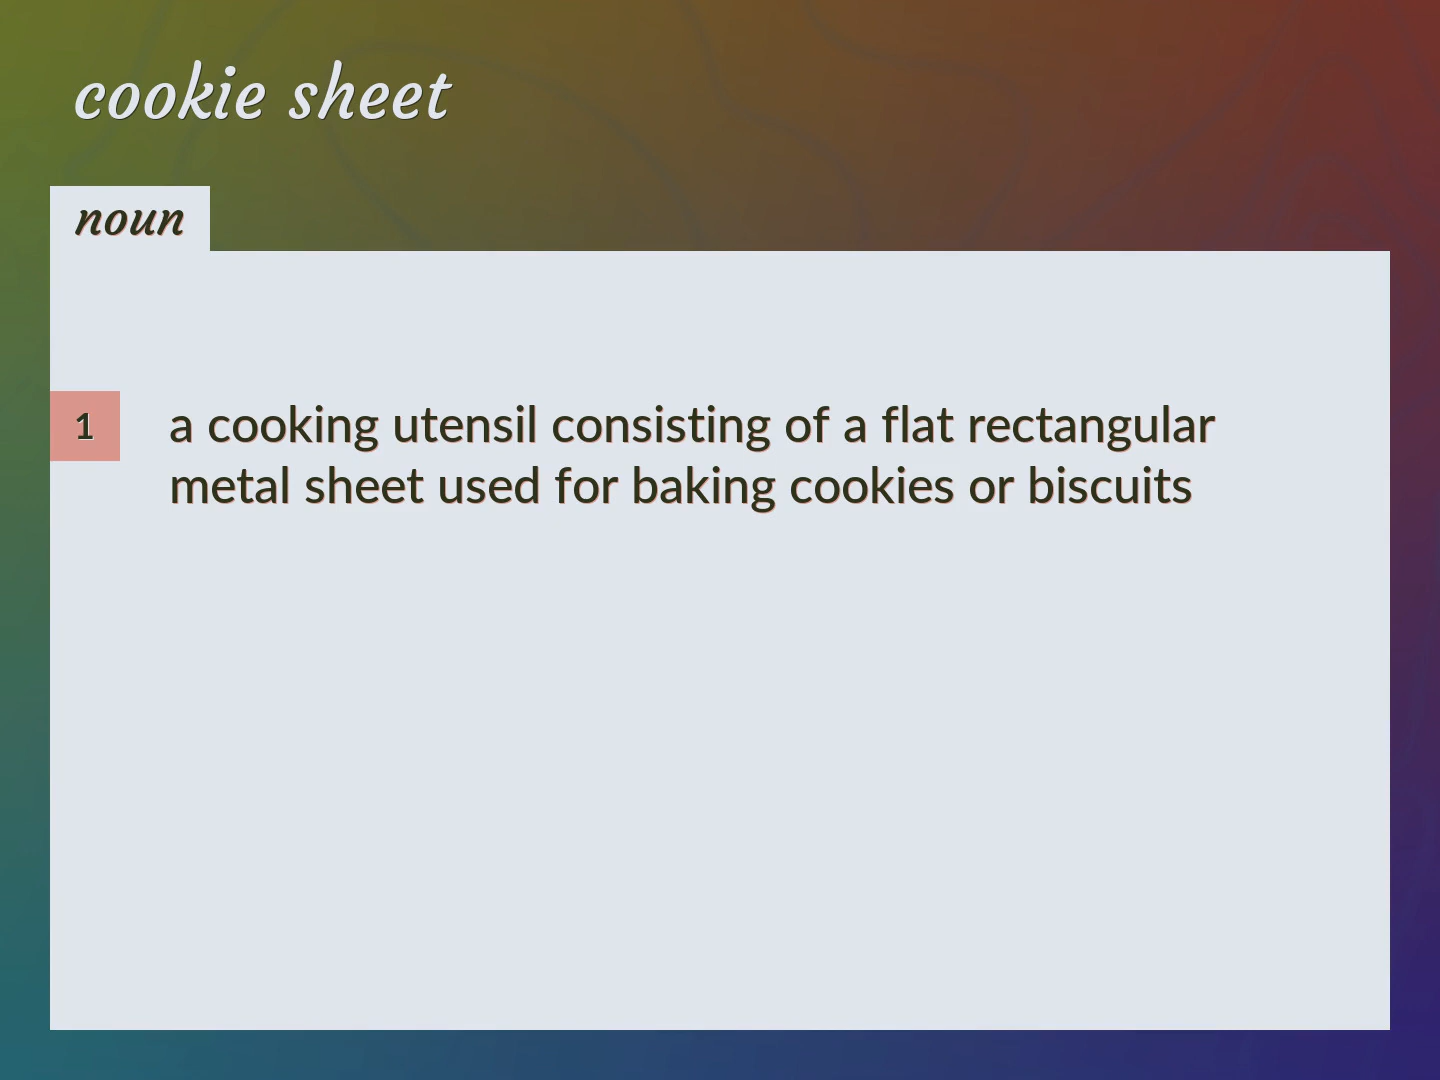 cookie sheet
noun
1
a cooking utensil consisting of a flat rectangular
metal sheet used for baking cookies or biscuits